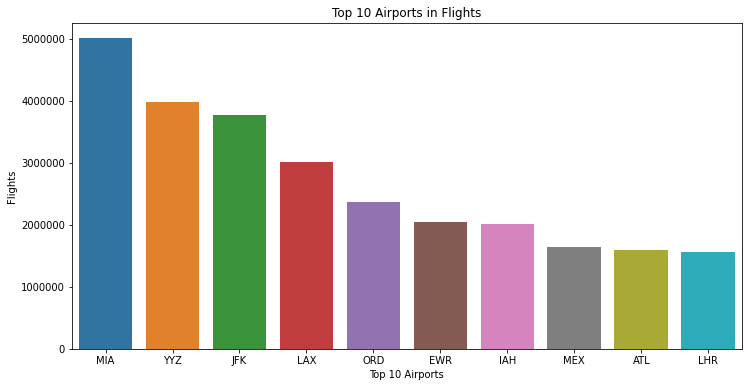 Top 10 Airports in Flights
Flights
5000000
4000000
3000000
2000000
1000000
0
MIA YYZ JFK LAX ORD EWR IAH MEX ATL LHR
Top 10 Airports